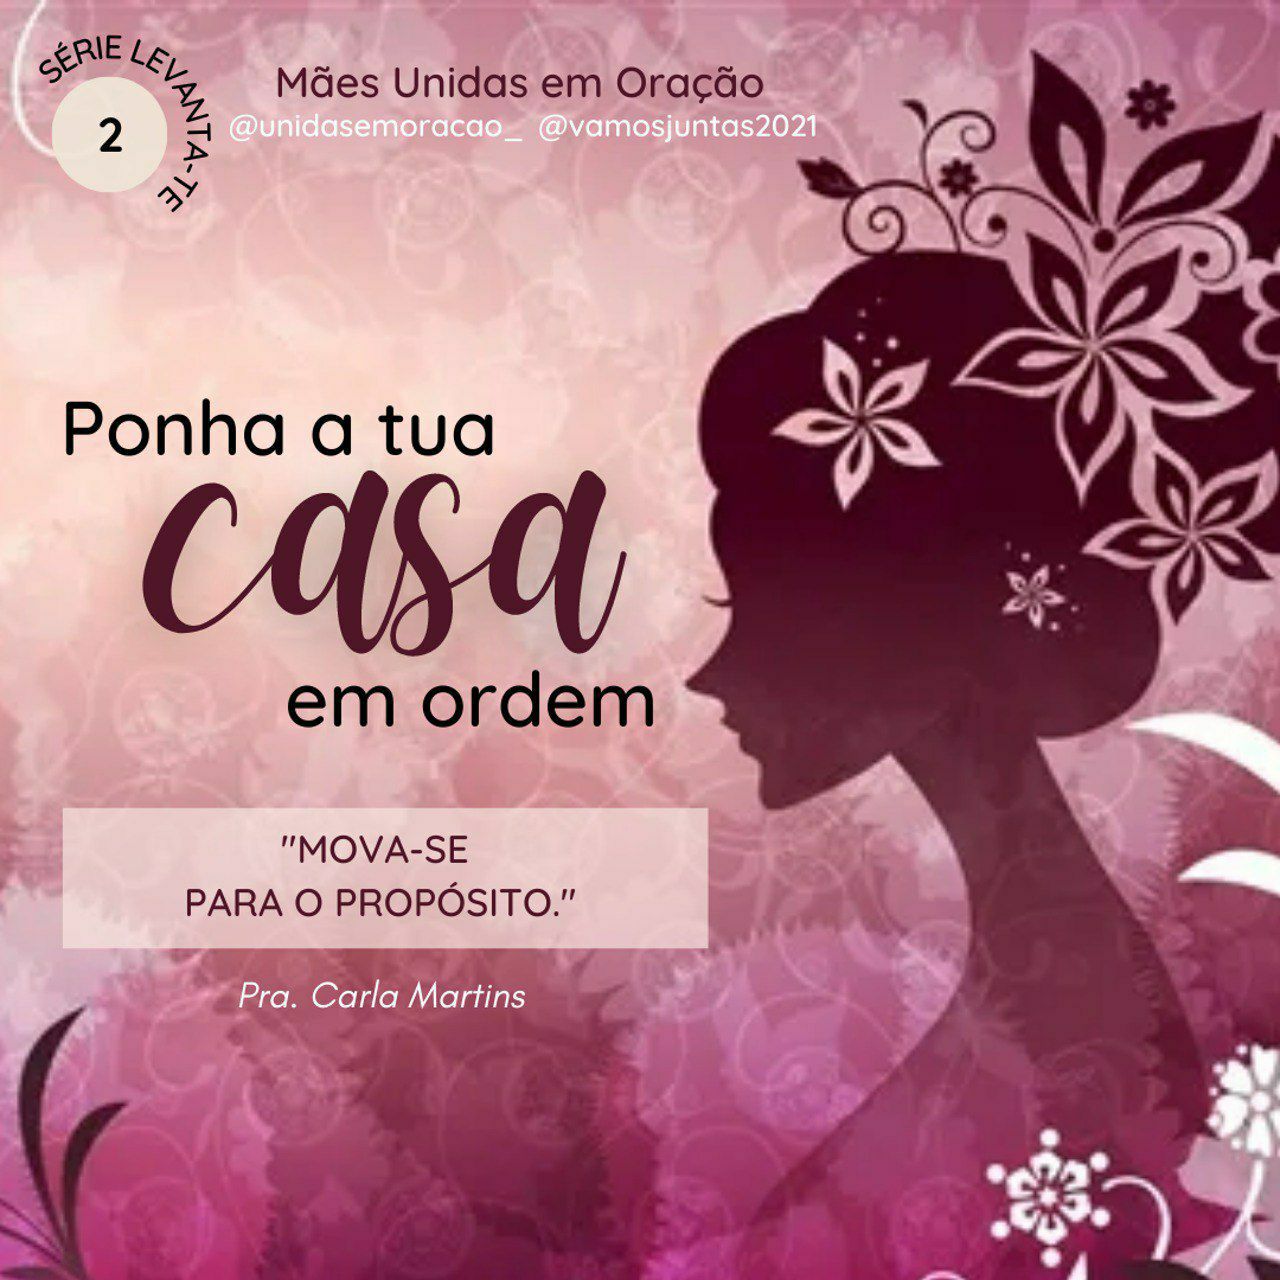 SÉRIE LEVANTA-TE
2
Mães Unidas em Oração
@unidasemoracao_ @vamosjuntas2021
Ponha a tua
casa
em ordem
"MOVA-SE
PARA O PROPÓSITO."
Pra. Carla Martins